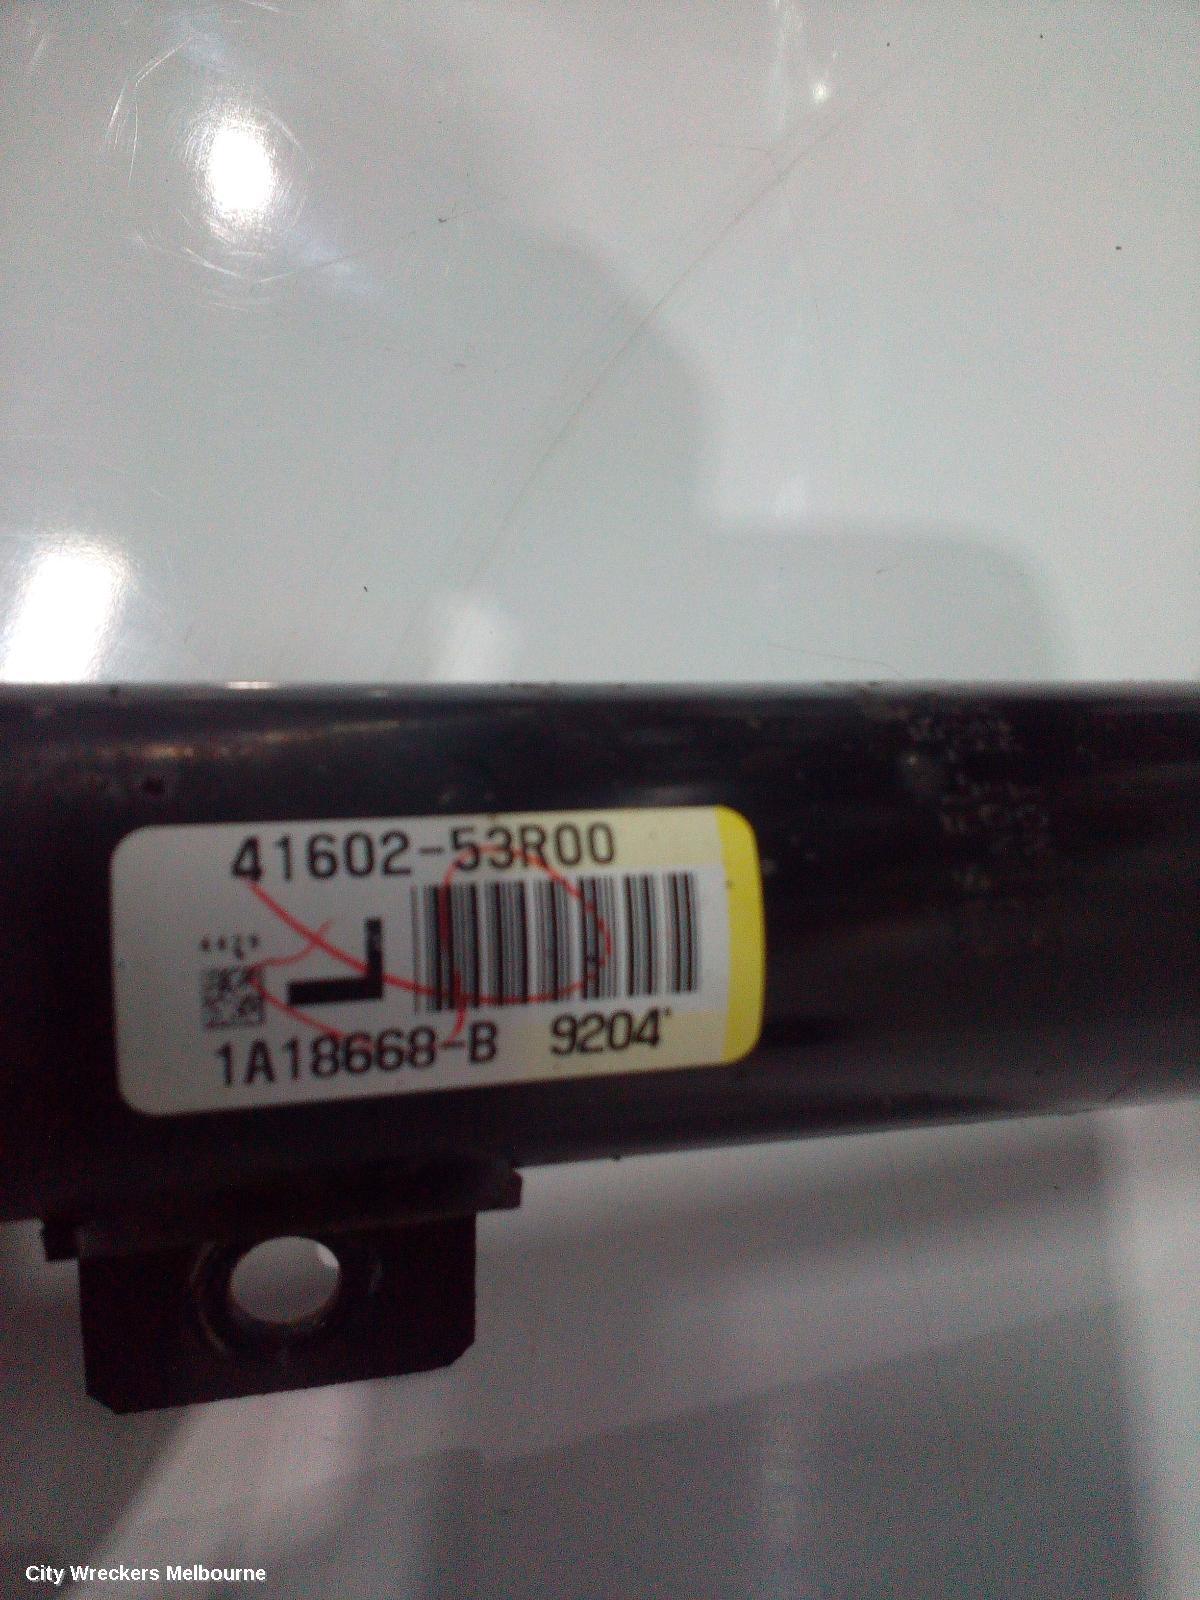 41602-53R00
L
1A18668-B 9204
City Wreckers Melbourne